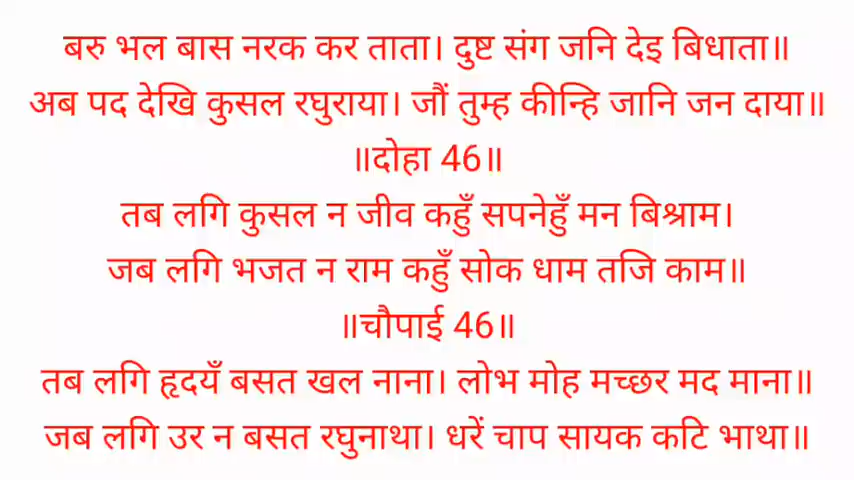 बरु भल बास नरक कर ताता। दुष्ट संग जनि देइ बिधाता॥
अब पद देखि कुसल रघुराया। जौं तुम्ह कीन्हि जानि जन दाया॥
॥दोहा 46॥
तब लगि कुसल न जीव कहुँ सपनेहुँ मन बिश्राम।
जब लगि भजत न राम कहुँ सोक धाम तजि काम॥
॥चौपाई 46॥
तब लगि हृदयँ बसत खल नाना। लोभ मोह मच्छर मद माना॥
जब लगि उर न बसत रघुनाथा। धरें चाप सायक कटि भाथा॥